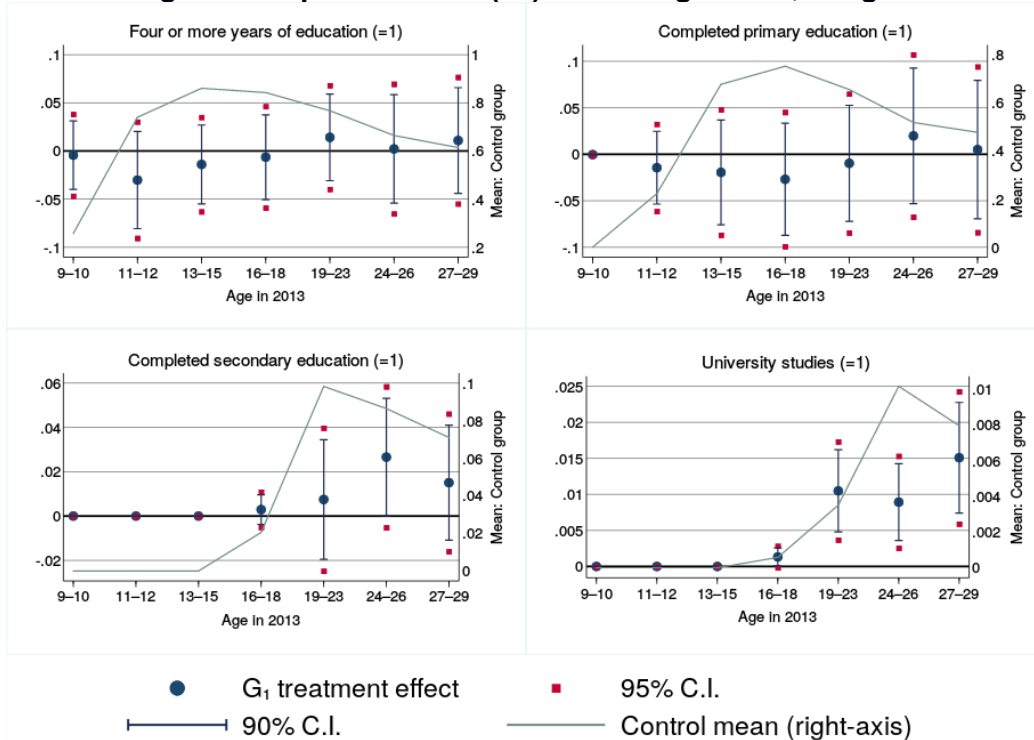 Four or more years of education (=1)
.1
.05
0
-.05
-.1
1
.8
.6
.4
.2
Mean: Control group
9–10 11–12 13–15 16–18 19–23 24–26 27–29
Age in 2013
Completed primary education (=1)
.1
.05
0
-.05
-.1
.8
.6
.4
.2
0
Mean: Control group
9–10 11–12 13–15 16–18 19–23 24–26 27–29
Age in 2013
Completed secondary education (=1)
.06
.04
.02
0
-.02
.1
.08
.06
.04
.02
0
Mean: Control group
9–10 11–12 13–15 16–18 19–23 24–26 27–29
Age in 2013
University studies (=1)
.025
.02
.015
.01
.005
0
.01
.008
.006
.004
.002
0
Mean: Control group
9–10 11–12 13–15 16–18 19–23 24–26 27–29
Age in 2013
G₁ treatment effect
95% C.I.
90% C.I.
Control mean (right-axis)